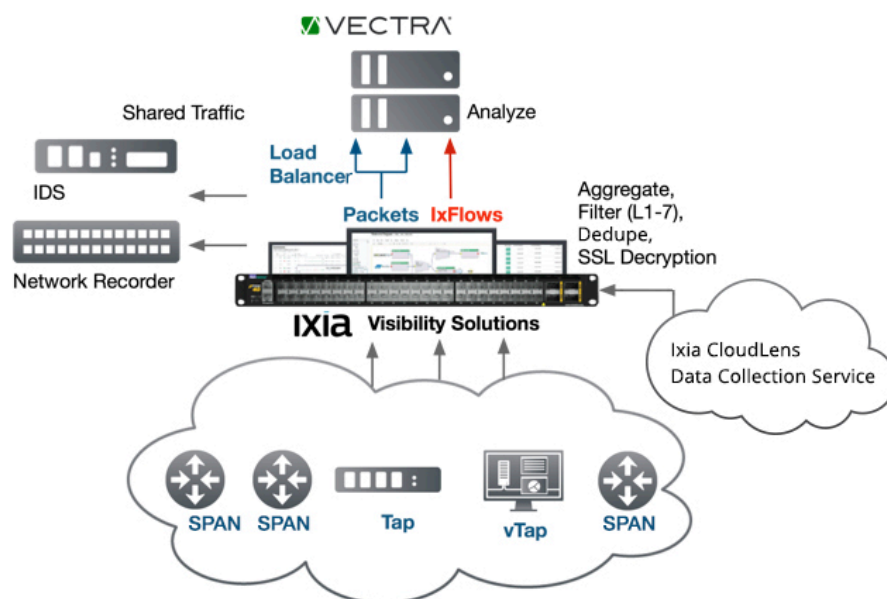 VECTRA
Shared Traffic
Analyze
Load
Balancer
IDS
Packets
IxFlows
Aggregate,
Filter (L1-7),
Dedupe,
SSL Decryption
Network Recorder
ixia Visibility Solutions
Ixia CloudLens
Data Collection Service
SPAN
SPAN
Tap
vTap
SPAN